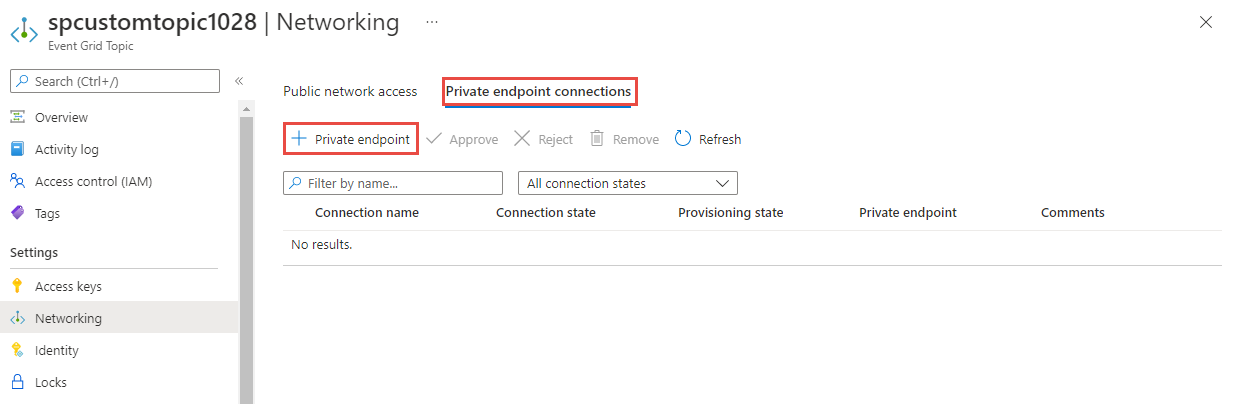 spcustomtopic1028 | Networking ...
Event Grid Topic
Search (Ctrl+/) «
Overview
Activity log
Access control (IAM)
Tags
Settings
Access keys
Networking
Identity
Locks
Public network access Private endpoint connections
Private endpoint Approve Reject Remove Refresh
Filter by name... All connection states
Connection name Connection state Provisioning state Private endpoint Comments
No results.